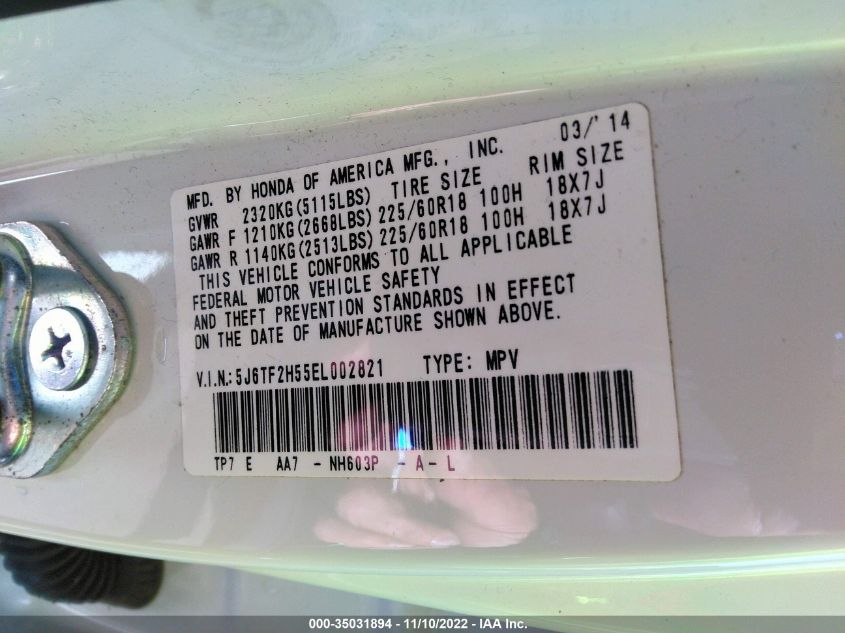 03/'14
MFD. BY HONDA OF AMERICA MFG., INC.
GVWR 2320KG(5115LBS) TIRE SIZE RIM SIZE
GAWR F 1210KG(2668LBS) 225/60R18 100H 18X7J
GAWR R 1140KG(2513LBS) 225/60R18 100H 18X7J
THIS VEHICLE CONFORMS TO ALL APPLICABLE
FEDERAL MOTOR VEHICLE SAFETY
AND THEFT PREVENTION STANDARDS IN EFFECT
ON THE DATE OF MANUFACTURE SHOWN ABOVE.
V.I.N.:5J6TF2H55EL002821 TYPE: MPV
TP7 E AA7 - NH603P - A - L
000-35031894 - 11/10/2022 - IAA Inc.